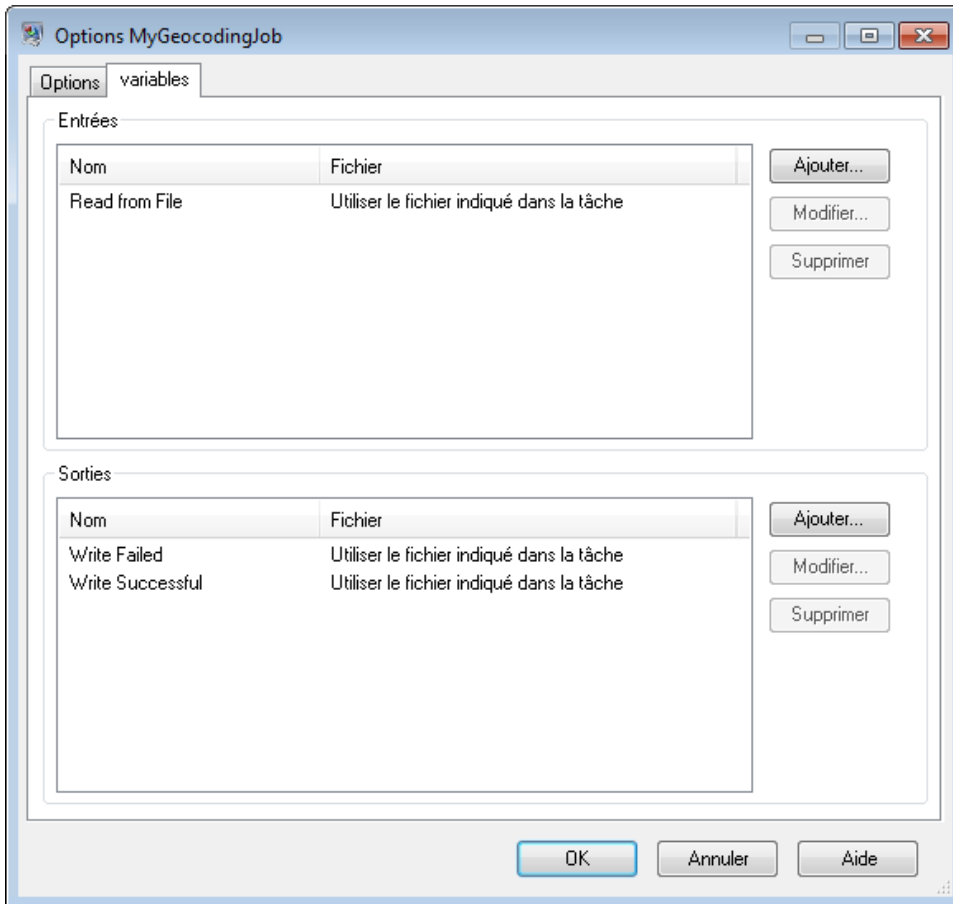 Options MyGeocodingJob
Options variables
Entrées
Nom Fichier Ajouter...
Read from File Utiliser le fichier indiqué dans la tâche
Modifier...
Supprimer
Sorties
Nom Fichier Ajouter...
Write Failed Utiliser le fichier indiqué dans la tâche
Modifier...
Write Successful Utiliser le fichier indiqué dans la tâche
Supprimer
OK Annuler Aide